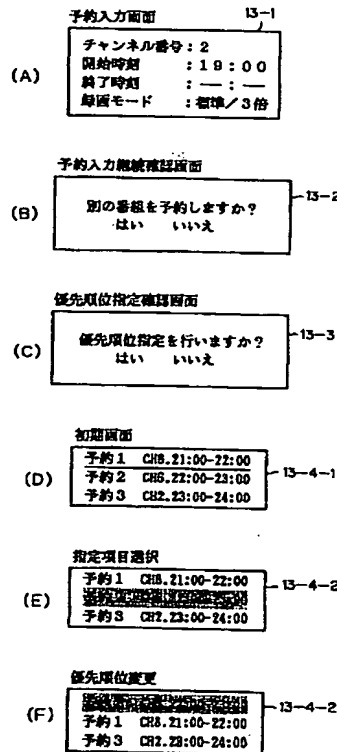 予約入力画面
13-1
(A)
チャンネル番号:2
開始時刻 :19:00
終了時刻 :―:―
録画モード :標準/3倍
予約入力継続確認画面
(B)
別の番組を予約しますか?
はい いいえ
13-2
優先順位指定確認画面
(C)
優先順位指定を行いますか?
はい いいえ
13-3
初期画面
(D)
予約1 CH8.21:00-22:00
予約2 CH6.22:00-23:00
予約3 CH2.23:00-24:00
13-4-1
指定項目選択
(E)
予約1 CH8.21:00-22:00
予約3 CH2.23:00-24:00
13-4-2
優先順位変更
(F)
予約1 CH8.21:00-22:00
予約3 CH2.23:00-24:00
13-4-2